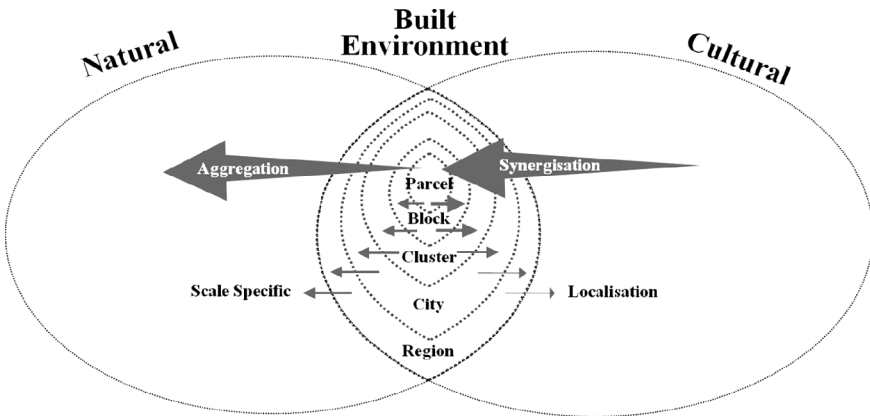 Built
Environment
Natural
Cultural
Aggregation
Synergisation
Parcel
Block
Cluster
Scale Specific
Localisation
City
Region